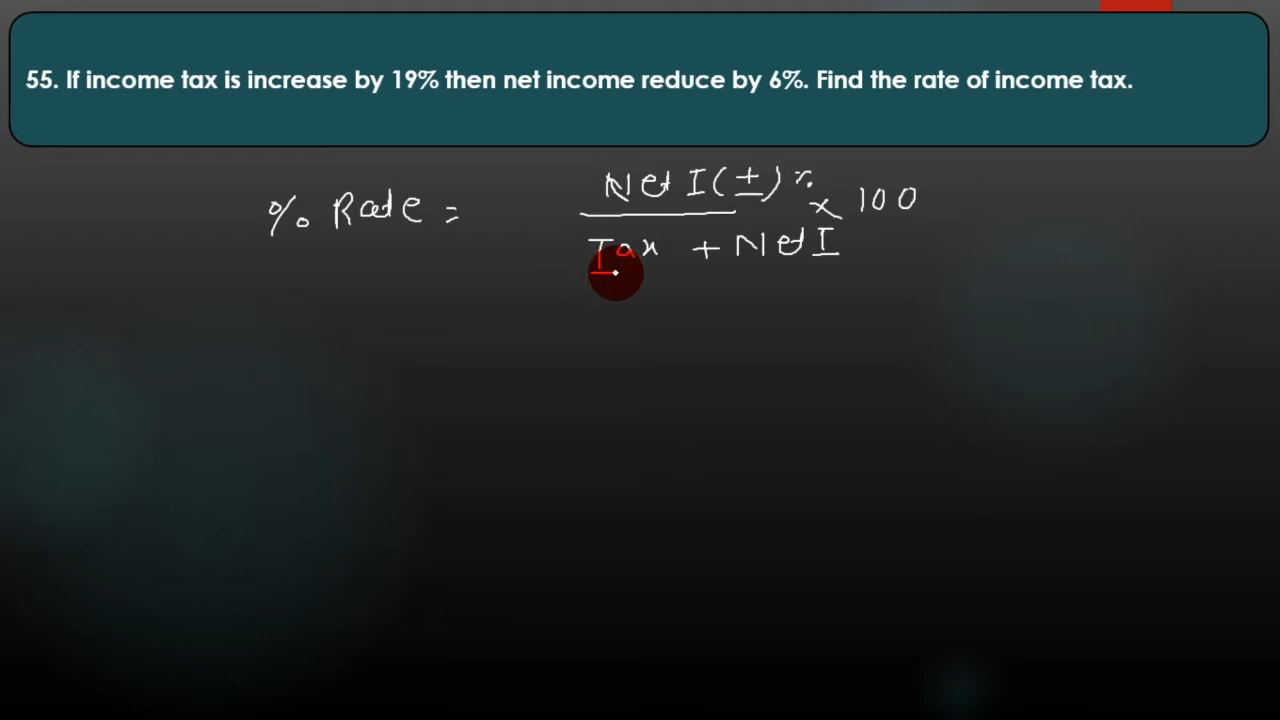 55. If income tax is increase by 19% then net income reduce by 6%. Find the rate of income tax.
% Rate = Net I (±) % × 100
Tax + Net I